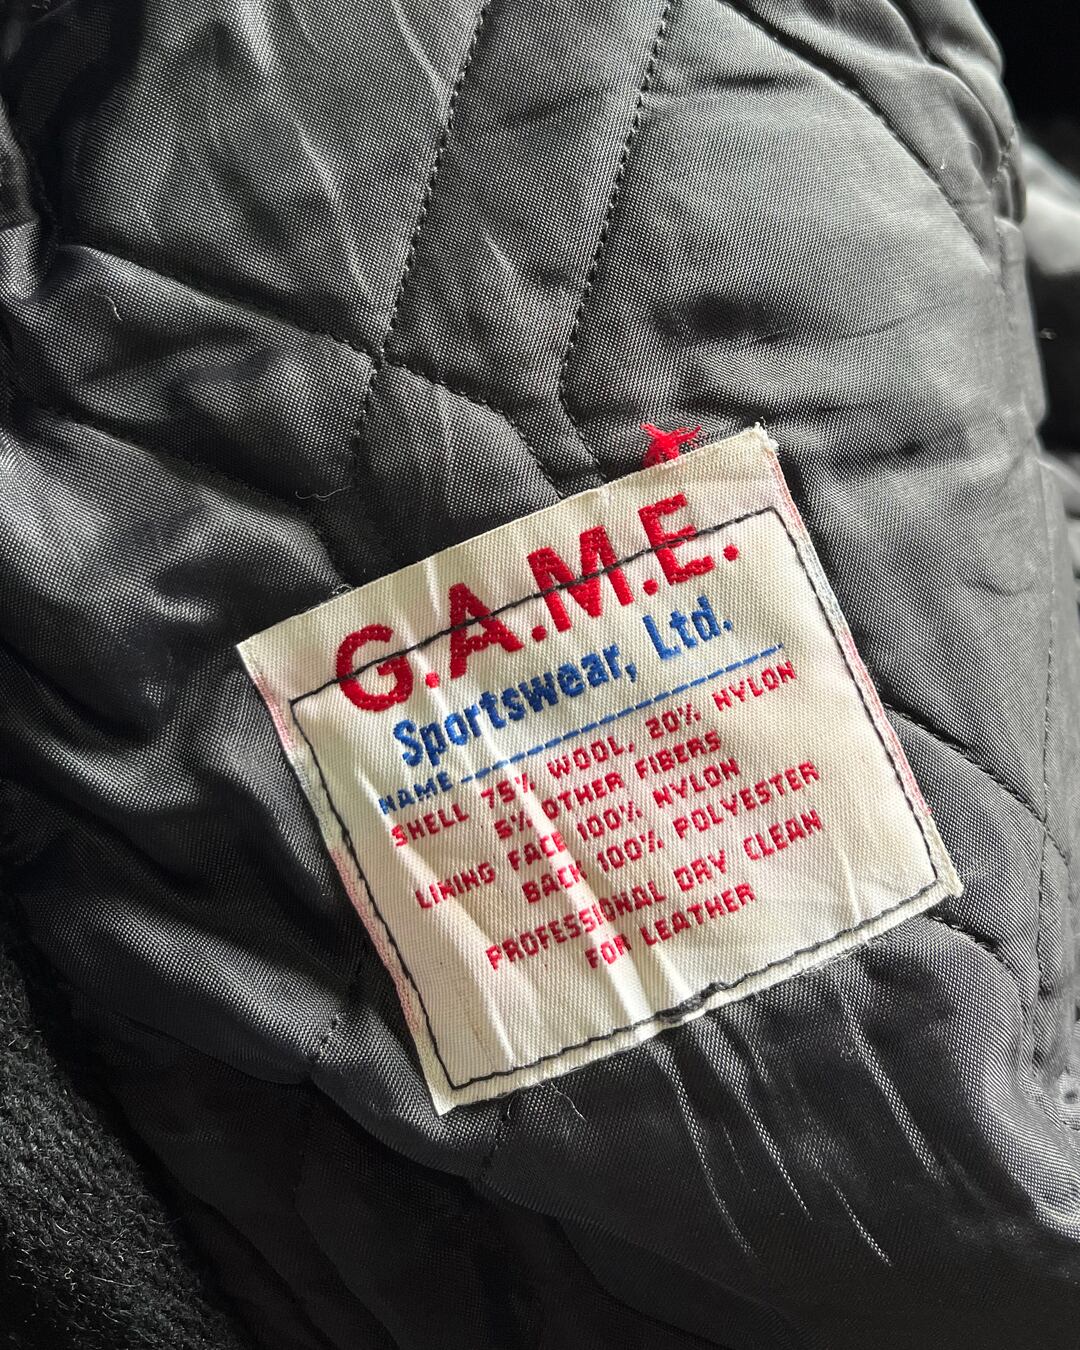 G.A.M.E.
Sportswear, Ltd.
NAME
SHELL 75% WOOL, 20% NYLON
5% OTHER FIBERS
LINING FACE 100% NYLON
BACK 100% POLYESTER
PROFESSIONAL DRY CLEAN
FOR LEATHER